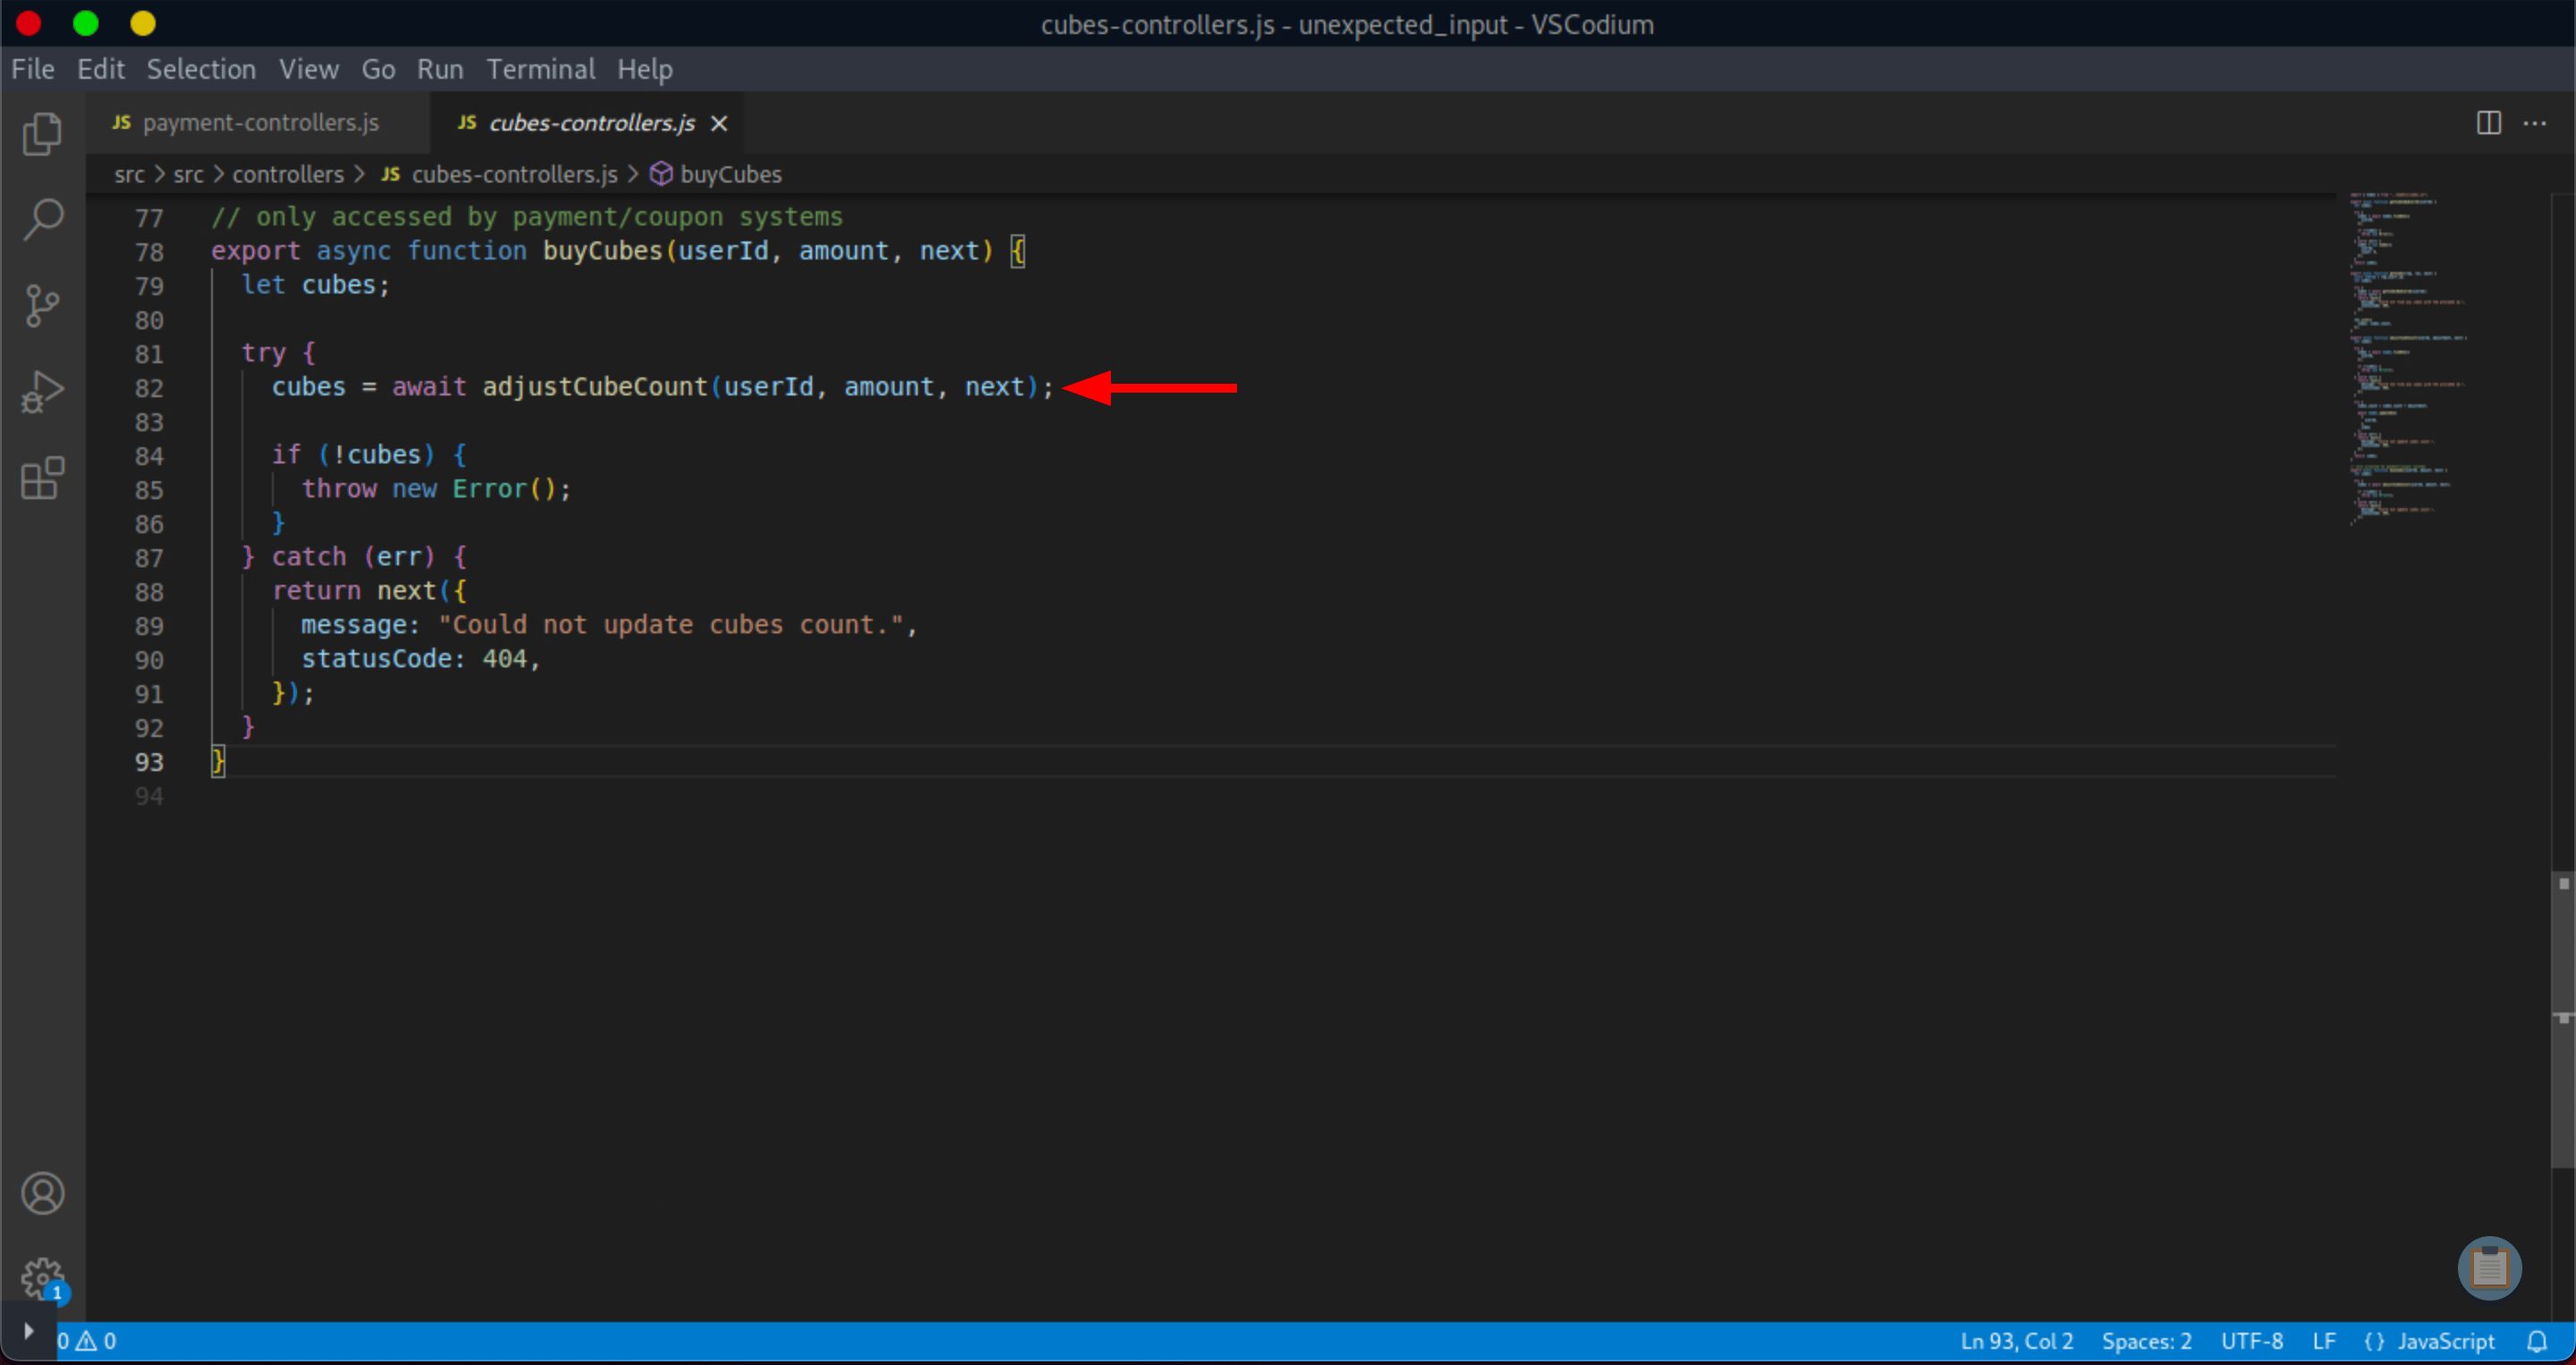 cubes-controllers.js - unexpected_input - VSCodium
File Edit Selection View Go Run Terminal Help
JS payment-controllers.js JS cubes-controllers.js
src > src > controllers > JS cubes-controllers.js > buyCubes
77 // only accessed by payment/coupon systems
78 export async function buyCubes(userId, amount, next) {
79 let cubes;
80
81 try {
82 cubes = await adjustCubeCount(userId, amount, next);
83
84 if (!cubes) {
85 throw new Error();
86 }
87 } catch (err) {
88 return next({
89 message: "Could not update cubes count.",
90 statusCode: 404,
91 });
92 }
93 }
94
1
0 0 Ln 93, Col 2 Spaces: 2 UTF-8 LF {} JavaScript